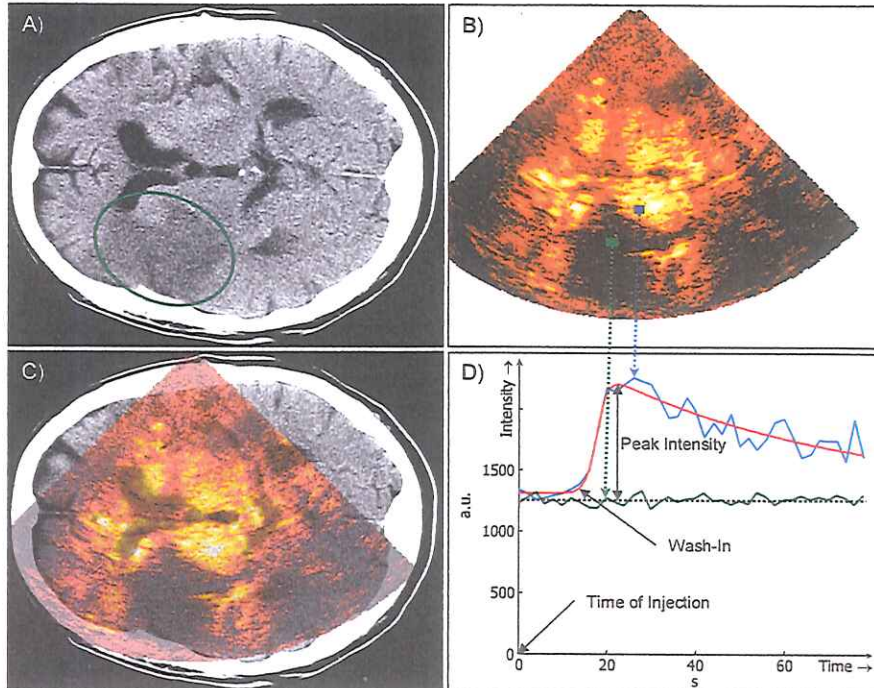 A)
B)
C)
D)
Intensity →
a.u.
1500
1000
500
0
Peak Intensity
Wash-In
Time of Injection
0
20
40
60
Time →
s